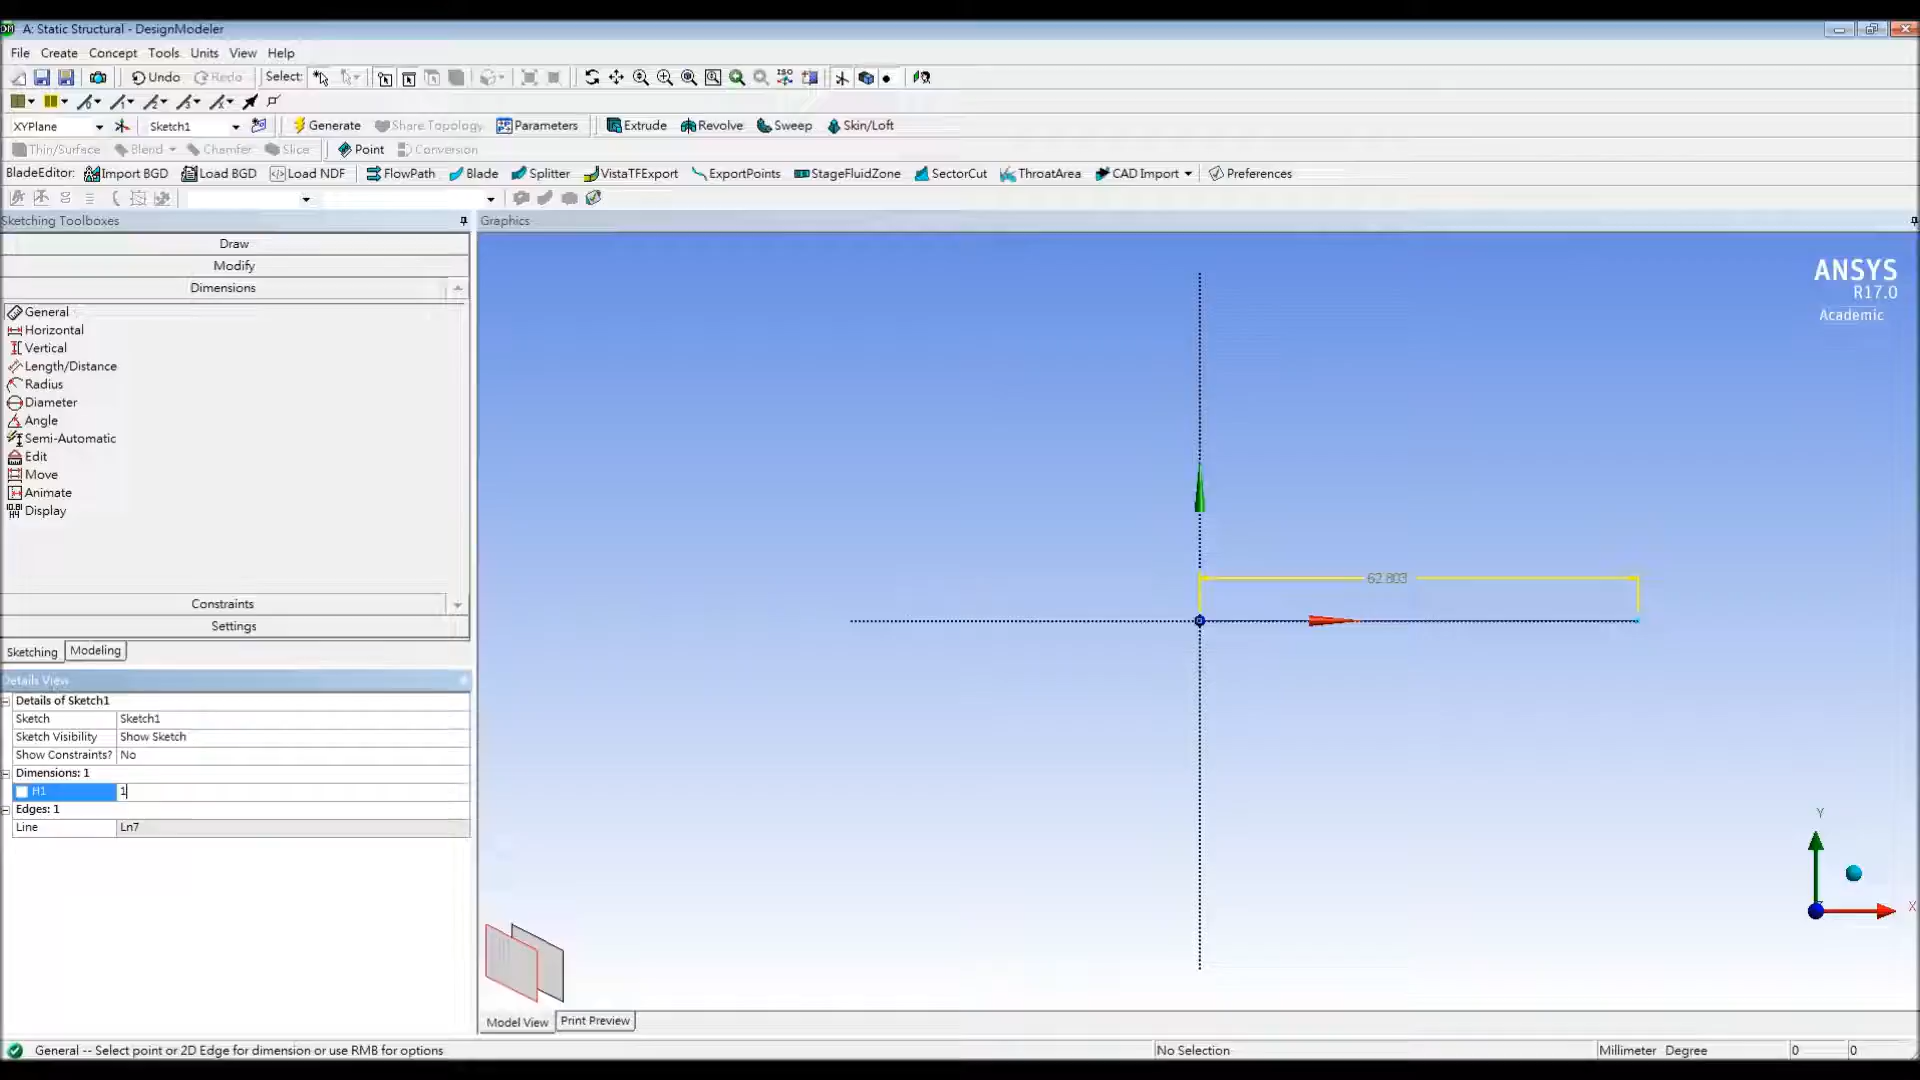 A: Static Structural - DesignModeler
File Create Concept Tools Units View Help
Undo Redo Select: ISO
XYPlane Sketch1 Generate Share Topology Parameters Extrude Revolve Sweep Skin/Loft
Thin/Surface Blend Chamfer Slice Point Conversion
BladeEditor: Import BGD Load BGD Load NDF FlowPath Blade Splitter VistaTFExport ExportPoints StageFluidZone SectorCut ThroatArea CAD Import Preferences
Sketching Toolboxes
Graphics
Draw
Modify
Dimensions
General
Horizontal
Vertical
Length/Distance
Radius
Diameter
Angle
Semi-Automatic
Edit
Move
Animate
Display
Constraints
Settings
Sketching Modeling
Details View
Details of Sketch1
Sketch Sketch1
Sketch Visibility Show Sketch
Show Constraints? No
Dimensions: 1
H1 1
Edges: 1
Line Ln7
ANSYS
R17.0
Academic
62.803
Y
X
Model View Print Preview
General -- Select point or 2D Edge for dimension or use RMB for options
No Selection
Millimeter Degree 0 0